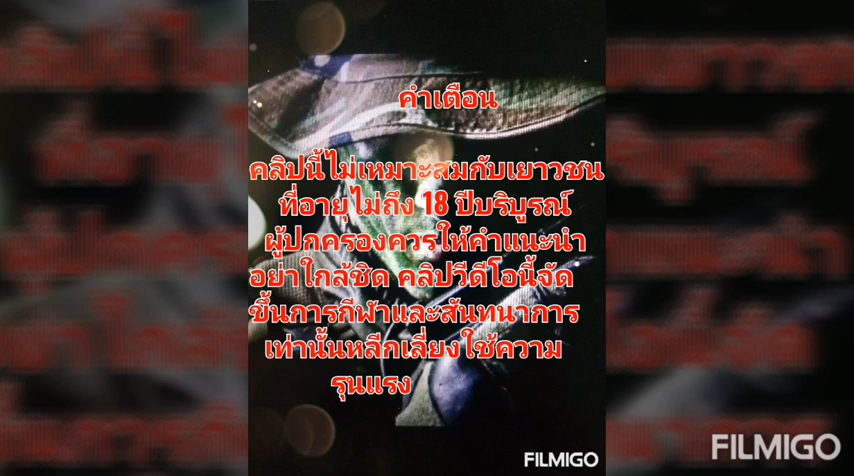 คำเตือน
คลิปนี้ไม่เหมาะสมกับเยาวชน
ที่อายุไม่ถึง 18 ปีบริบูรณ์
ผู้ปกครองควรให้คำแนะนำ
อย่าใกล้ชิด คลิปวีดีโอนี้จัด
ขึ้นการกีฬาและสันทนาการ
เท่านั้นหลีกเลี่ยงใช้ความ
รุนแรง
FILMIGO
FILMIGO